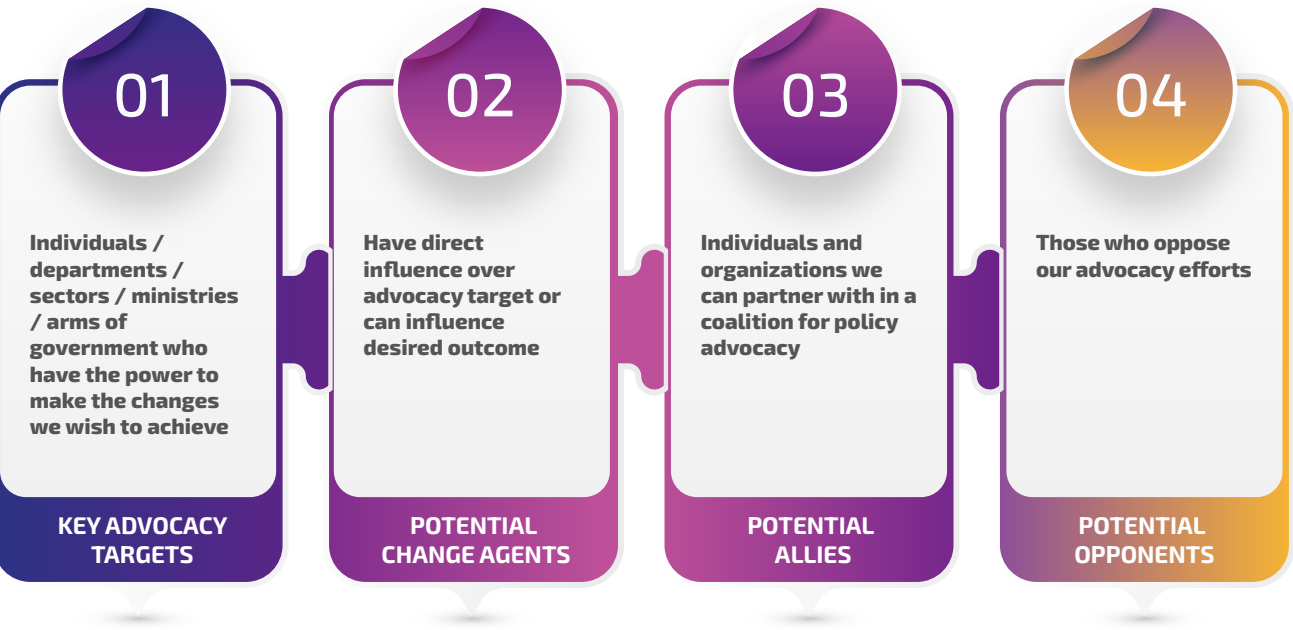 01
Individuals /
departments /
sectors / ministries
/ arms of
government who
have the power to
make the changes
we wish to achieve
KEY ADVOCACY
TARGETS
02
Have direct
influence over
advocacy target or
can influence
desired outcome
POTENTIAL
CHANGE AGENTS
03
Individuals and
organizations we
can partner with in a
coalition for policy
advocacy
POTENTIAL
ALLIES
04
Those who oppose
our advocacy efforts
POTENTIAL
OPPONENTS